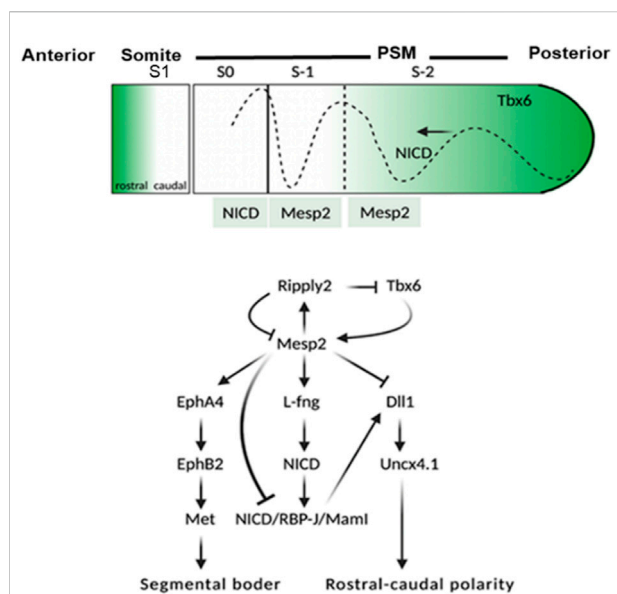 Anterior Somite PSM Posterior
S1 S0 S-1 S-2
Tbx6
NICD
rostral caudal
NICD Mesp2 Mesp2
Ripply2 Tbx6
Mesp2
EphA4 L-fng Dll1
EphB2 NICD Uncx4.1
Met NICD/RBP-J/Maml
Segmental boder Rostral-caudal polarity